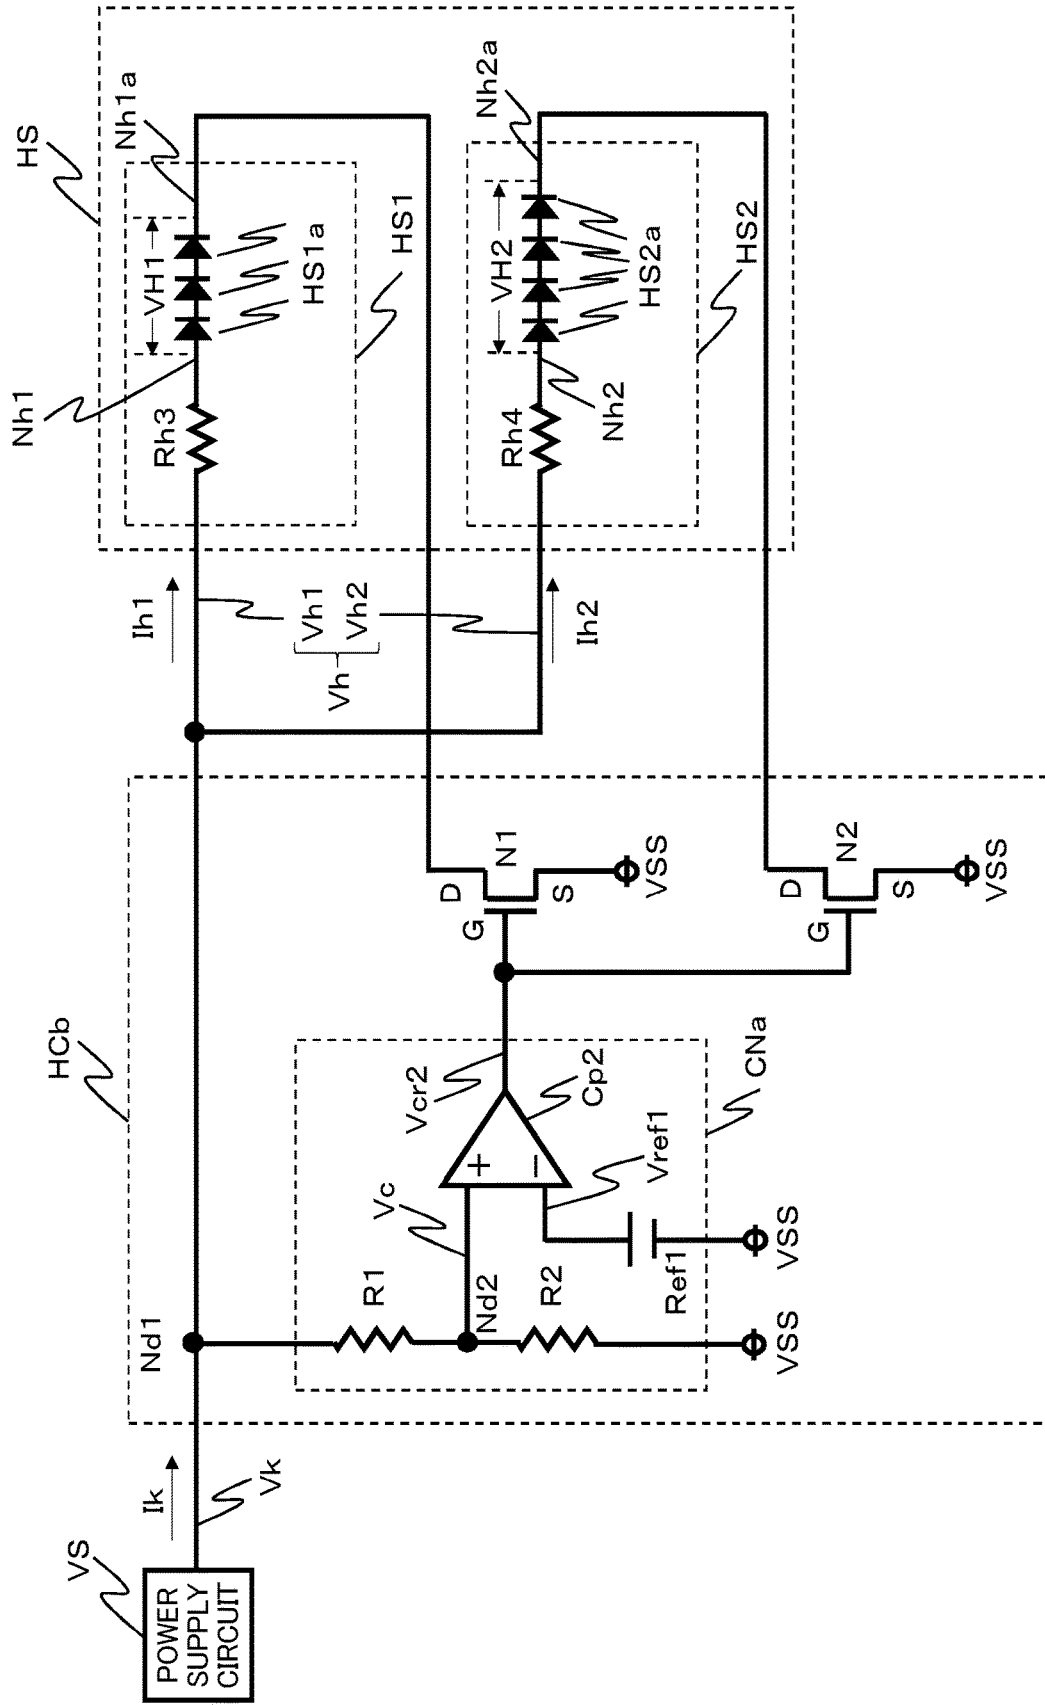 VS
POWER
SUPPLY
CIRCUIT
Ik
Vk
HCb
Nd1
R1
Nd2
R2
VSS
Vc
Vcr2
Cp2
+
−
Vref1
Ref1
VSS
CNa
G
D
N1
S
VSS
G
D
N2
S
VSS
Ih1
Vh
Vh1
Vh2
Ih2
HS
Nh1
Rh3
VH1
Nh1a
HS1a
HS1
Rh4
Nh2
VH2
Nh2a
HS2a
HS2